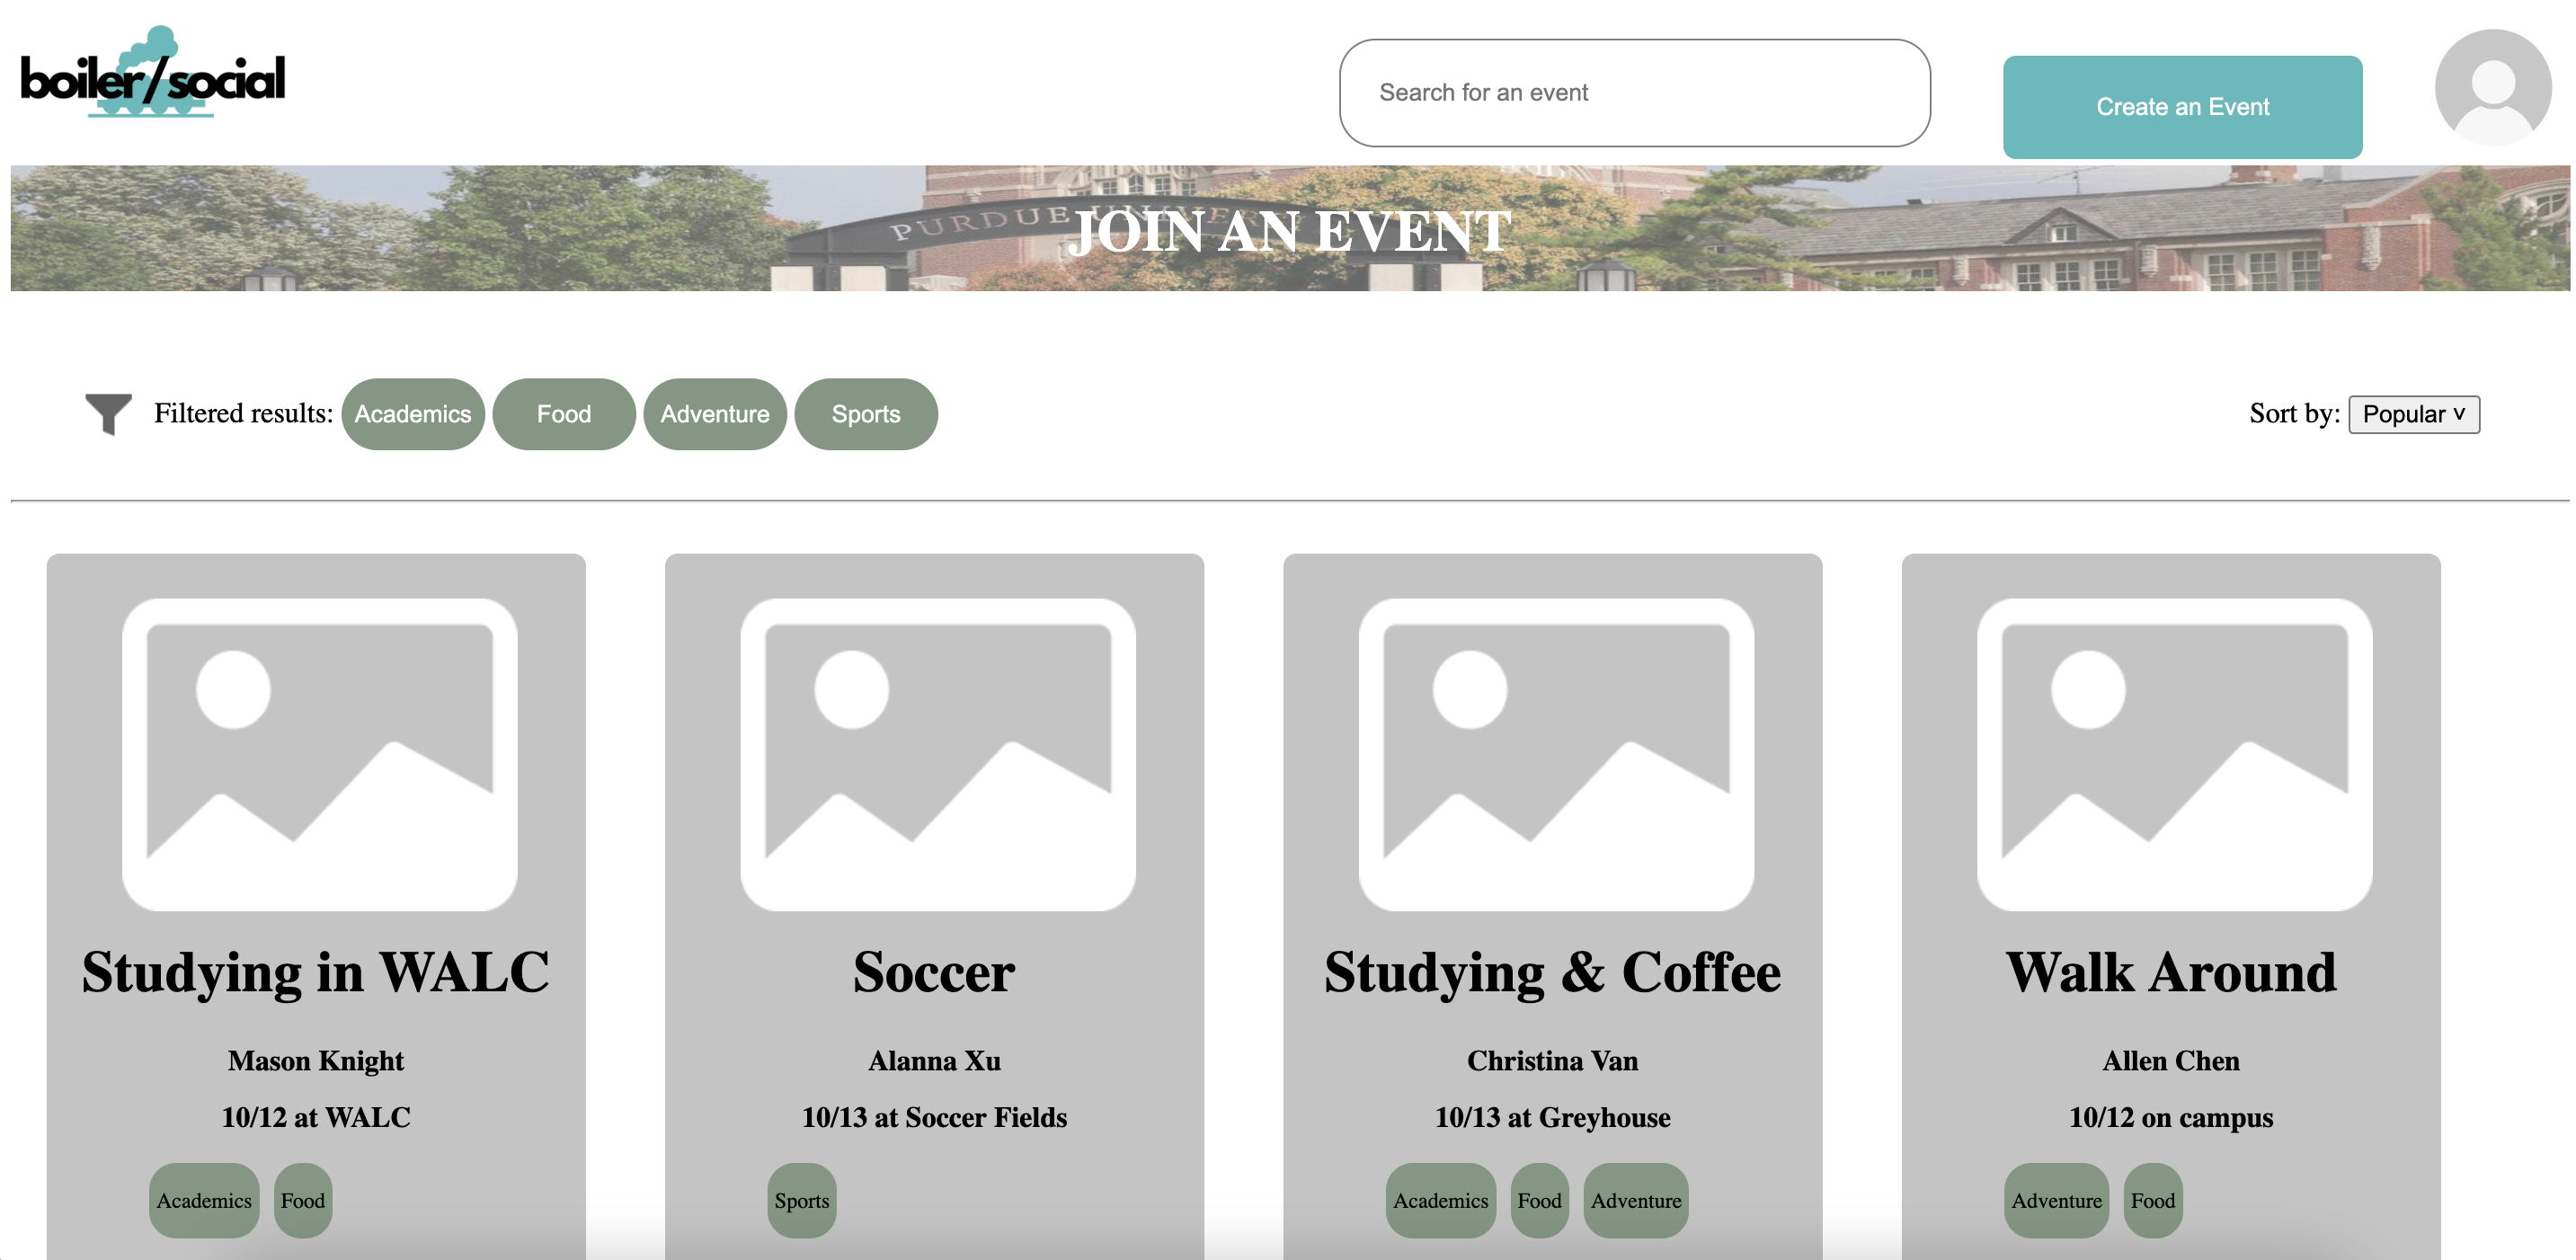 boiler/social
Search for an event
Create an Event
PURDUE UNIVER
JOIN AN EVENT
Filtered results: Academics Food Adventure Sports
Sort by: Popular v
Studying in WALC
Mason Knight
10/12 at WALC
Academics Food
Soccer
Alanna Xu
10/13 at Soccer Fields
Sports
Studying & Coffee
Christina Van
10/13 at Greyhouse
Academics Food Adventure
Walk Around
Allen Chen
10/12 on campus
Adventure Food